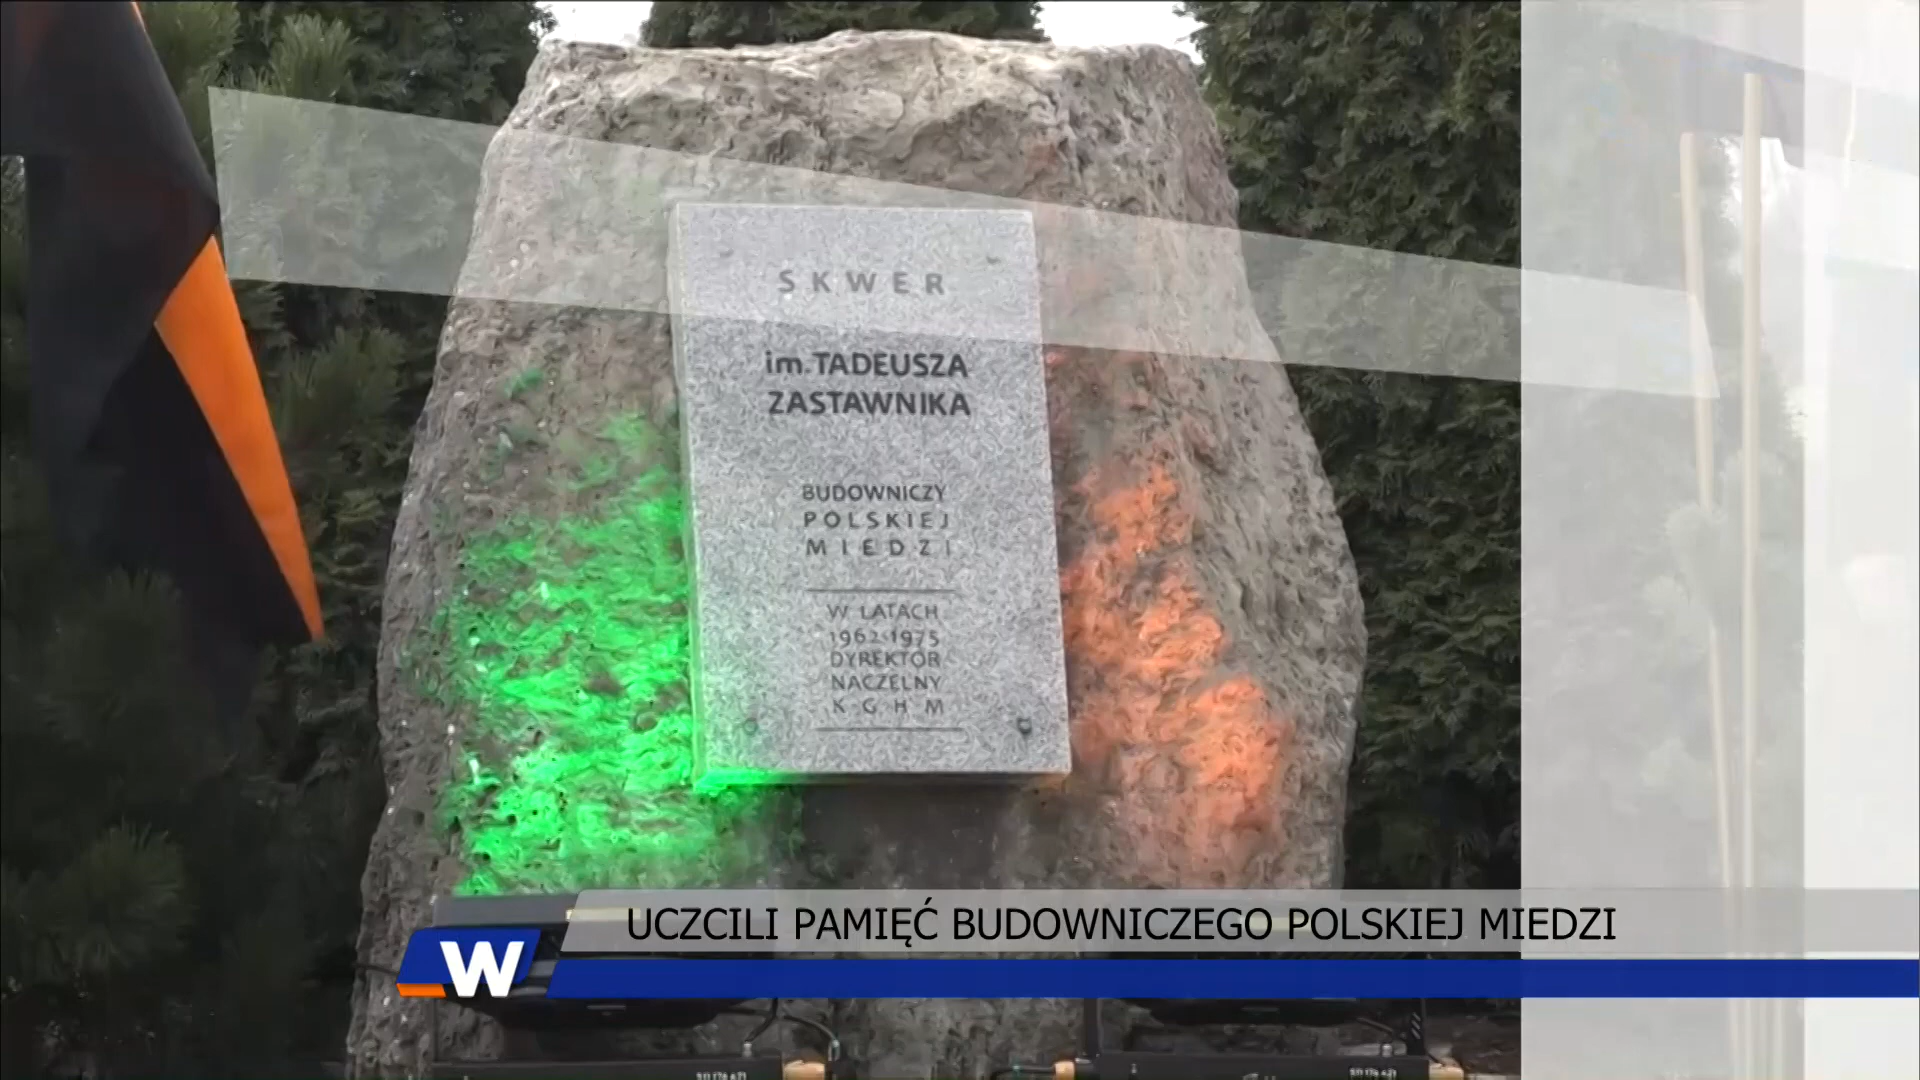 SKWER
im. TADEUSZA
ZASTAWNIKA
BUDOWNICZY
POLSKIEJ
MIEDZI
W LATACH
1962-1975
DYREKTOR
NACZELNY
KGHM
UCZCILI PAMIĘĆ BUDOWNICZEGO POLSKIEJ MIEDZI
W